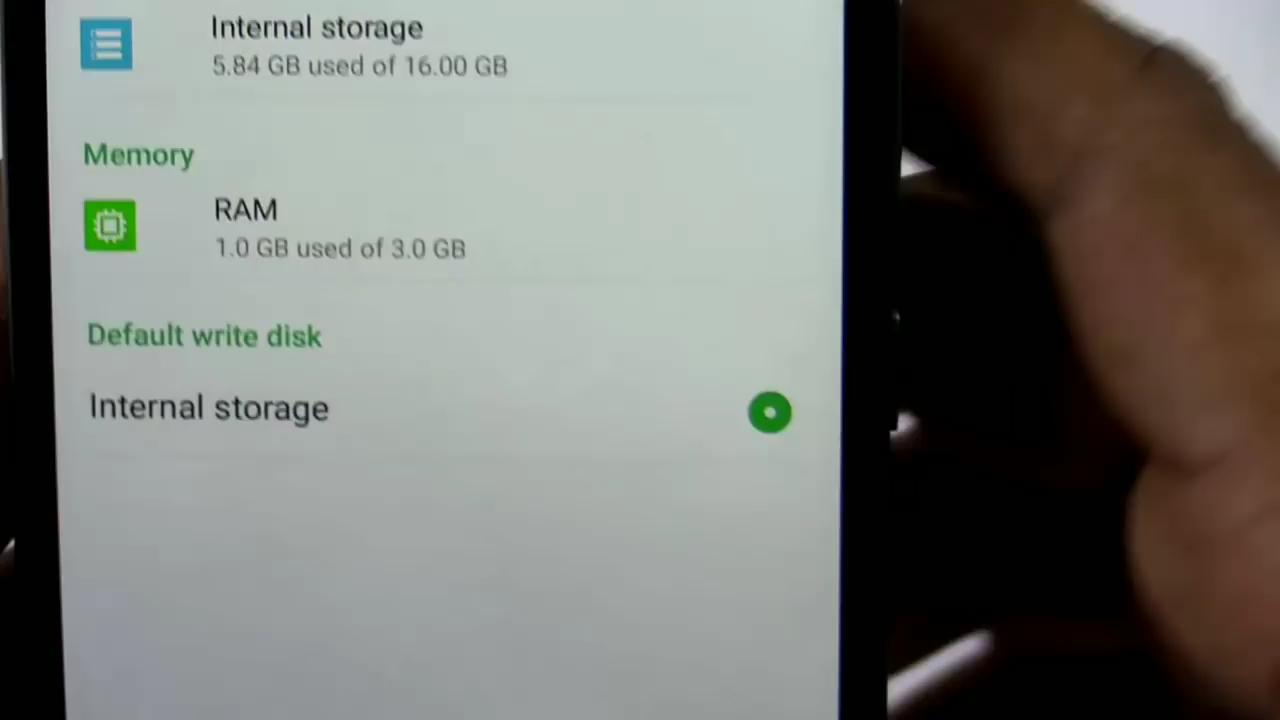 Internal storage
5.84 GB used of 16.00 GB
Memory
RAM
1.0 GB used of 3.0 GB
Default write disk
Internal storage